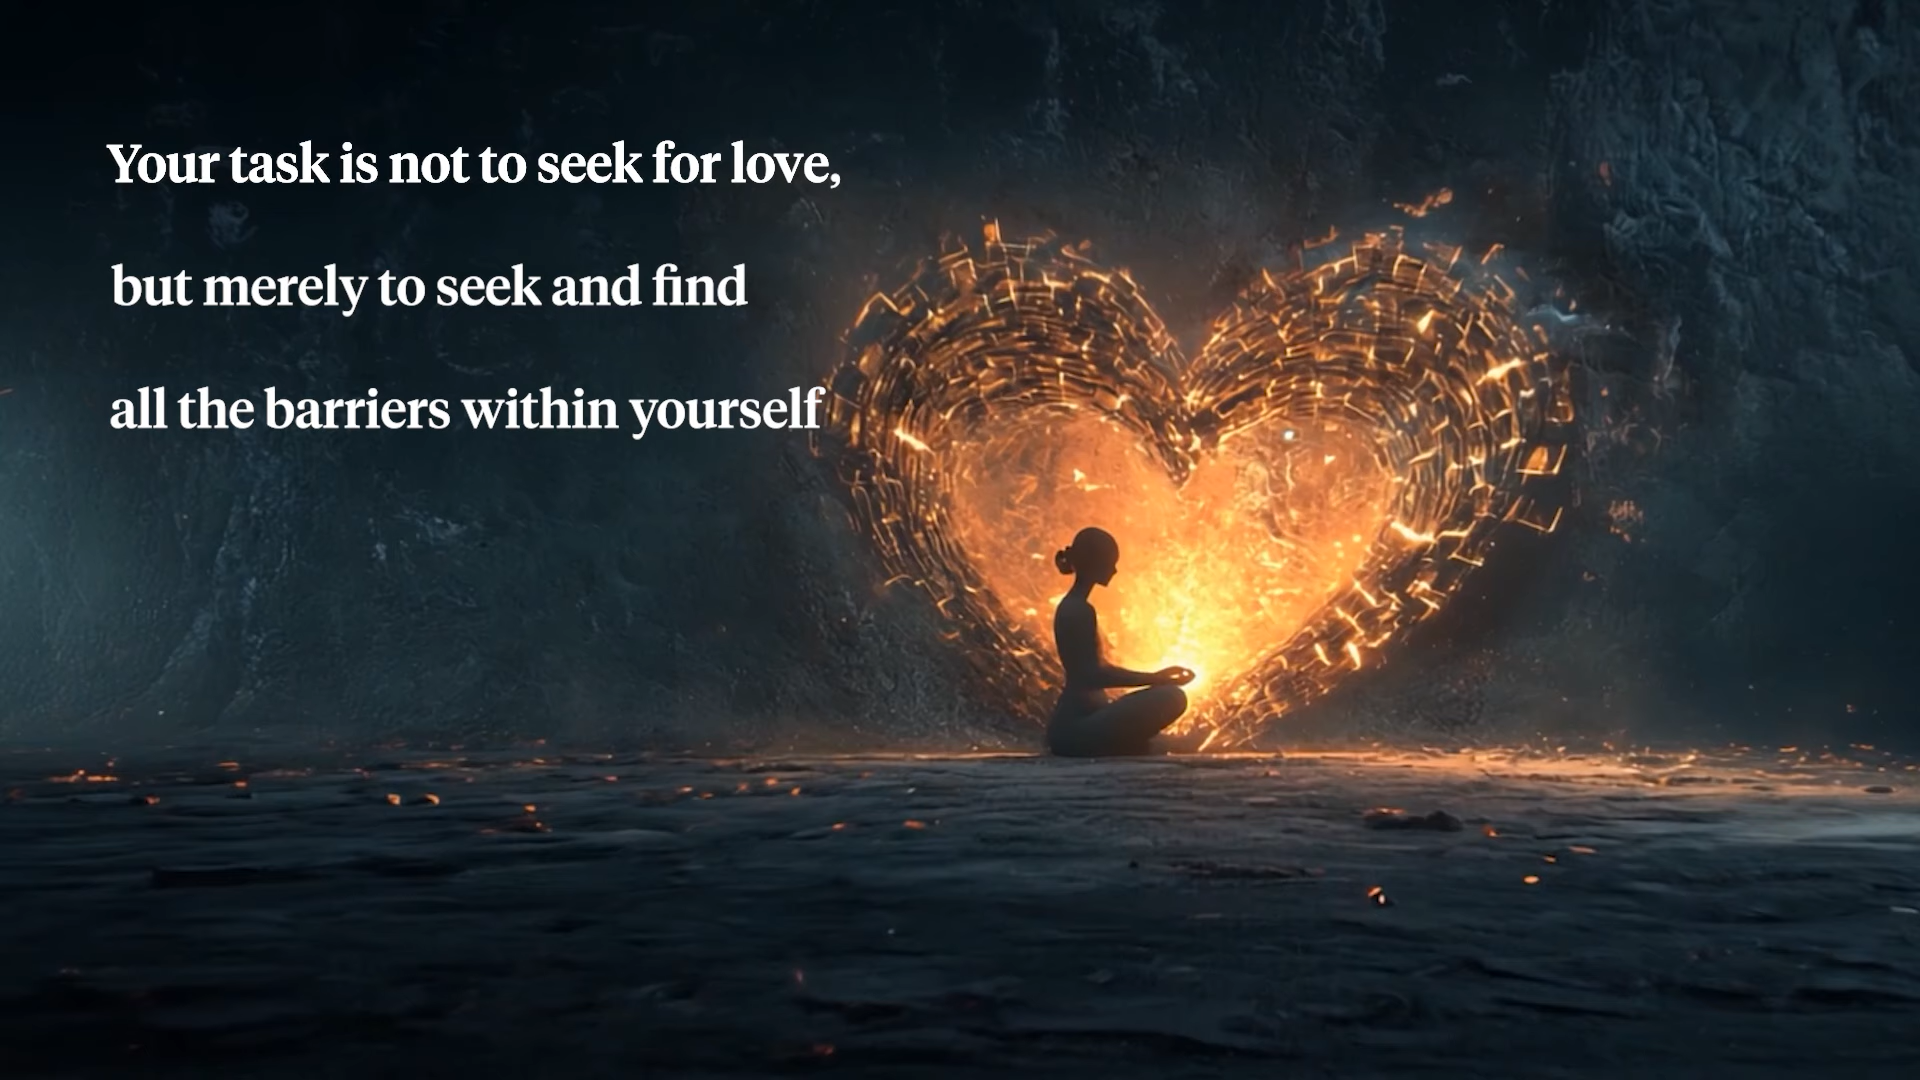 Your task is not to seek for love,
but merely to seek and find
all the barriers within yourself